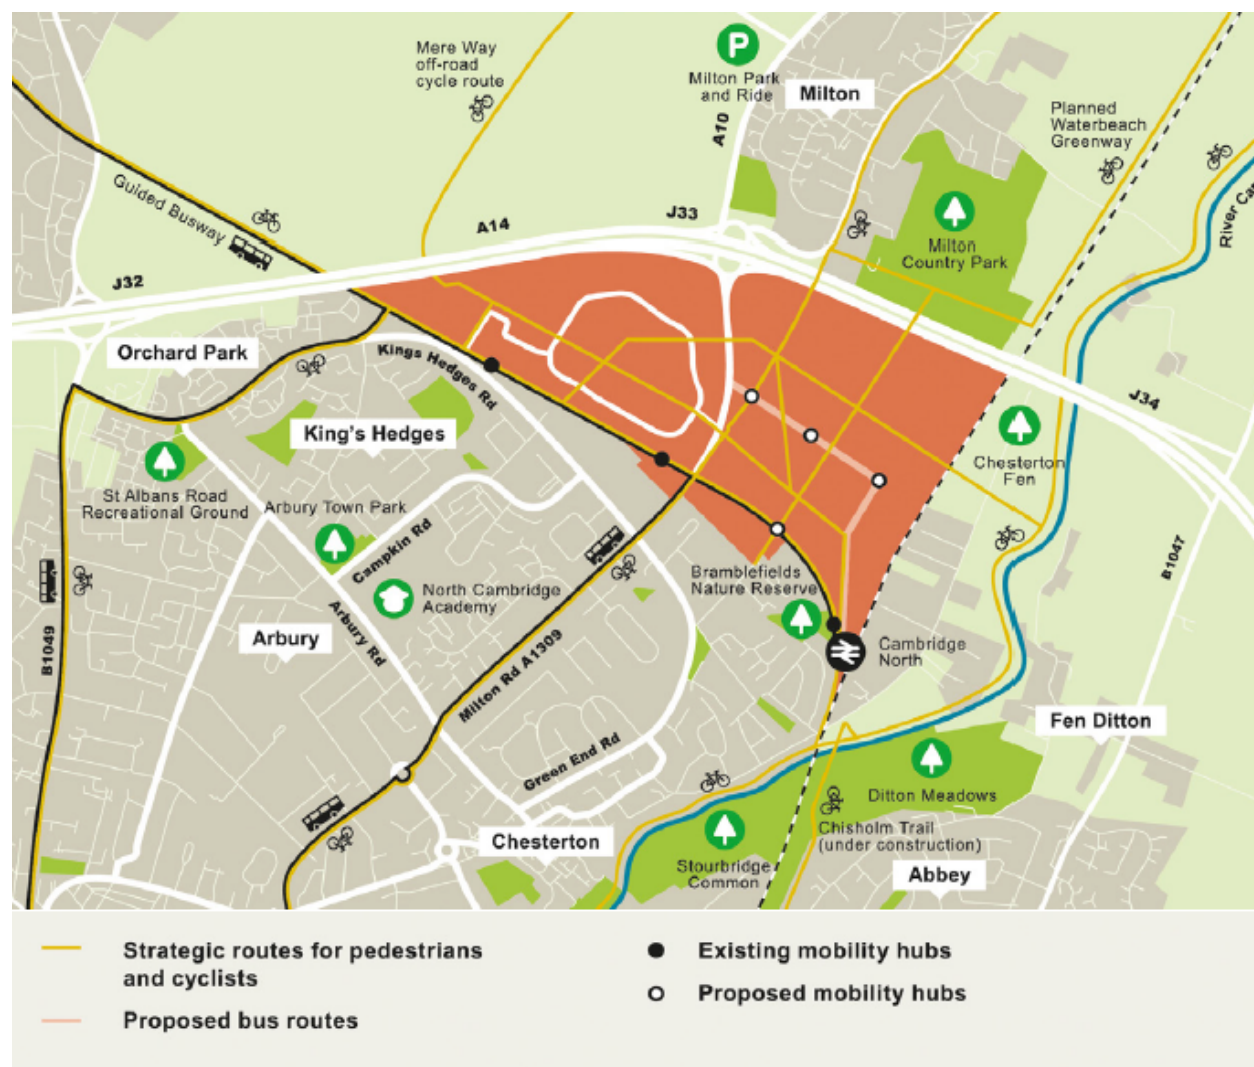 Mere Way
off-road
cycle route
P
Milton Park
and Ride
Milton
A10
Planned
Waterbeach
Greenway
River Cam
Guided Busway
A14
J33
Milton
Country Park
J32
Orchard Park
Kings Hedges Rd
J34
King's Hedges
Chesterton
Fen
St Albans Road
Recreational Ground
Arbury Town Park
Campkin Rd
B1047
Bramblefields
Nature Reserve
North Cambridge
Academy
Arbury
Arbury Rd
B1049
Milton Rd A1309
Cambridge
North
Fen Ditton
Green End Rd
Ditton Meadows
Chesterton
Chisholm Trail
(under construction)
Stourbridge
Common
Abbey
Strategic routes for pedestrians
and cyclists
Proposed bus routes
Existing mobility hubs
Proposed mobility hubs